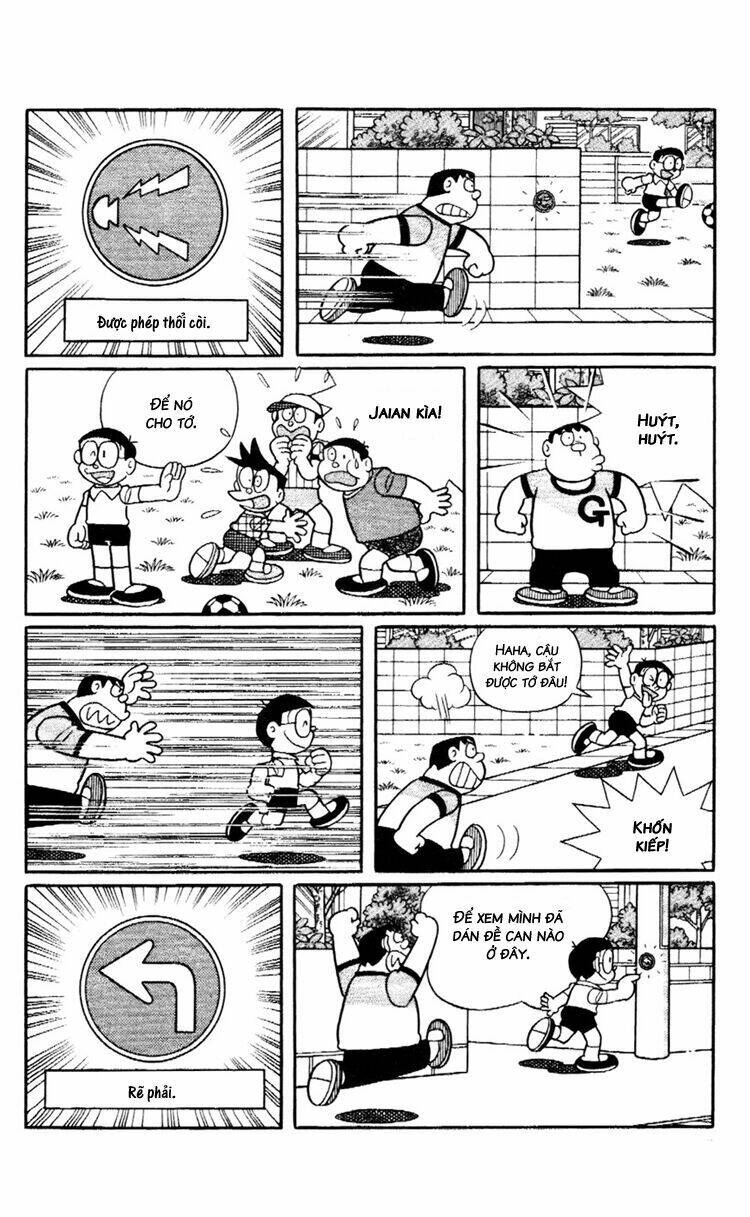 Được phép thổi còi.
Để nó
cho tớ.
Jaian kìa!
Huýt,
huýt.
G
Haha, cậu
không bắt
được tớ đâu!
Khốn
kiếp!
Rẽ phải.
Để xem mình đã
dán đề can nào
ở đây.